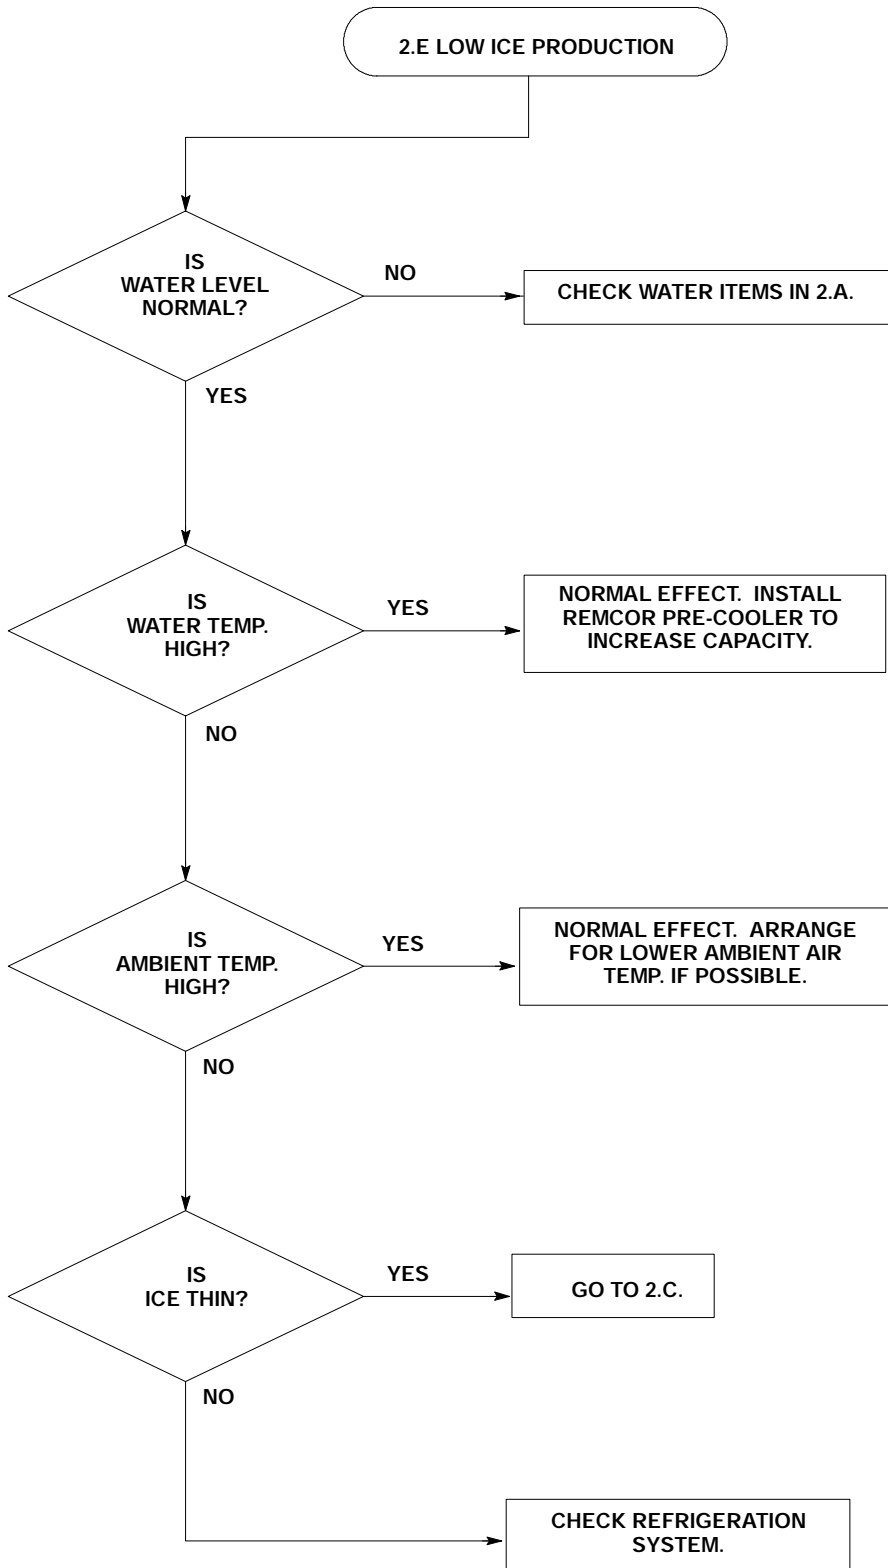 2.E LOW ICE PRODUCTION
IS
WATER LEVEL
NORMAL?
NO
CHECK WATER ITEMS IN 2.A.
YES
IS
WATER TEMP.
HIGH?
YES
NORMAL EFFECT. INSTALL
REMCOR PRE-COOLER TO
INCREASE CAPACITY.
NO
IS
AMBIENT TEMP.
HIGH?
YES
NORMAL EFFECT. ARRANGE
FOR LOWER AMBIENT AIR
TEMP. IF POSSIBLE.
NO
IS
ICE THIN?
YES
GO TO 2.C.
NO
CHECK REFRIGERATION
SYSTEM.